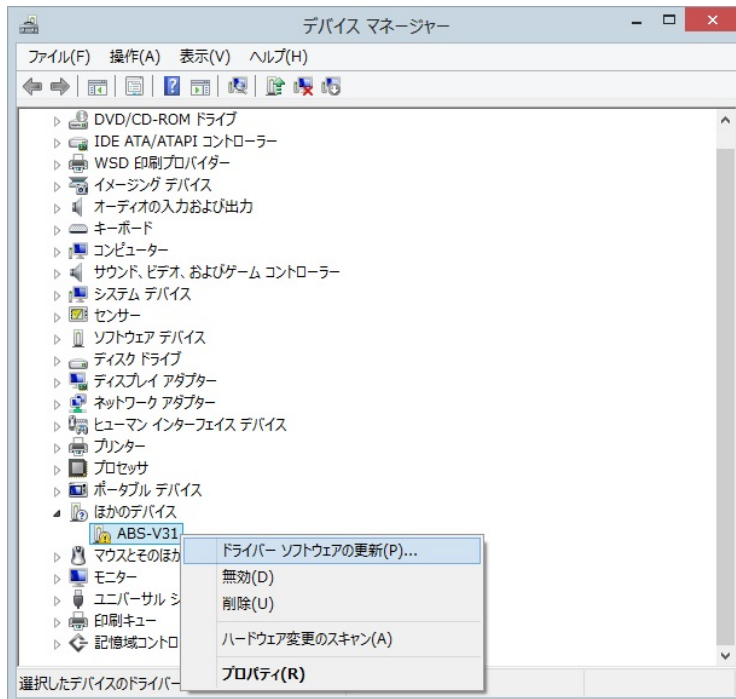 デバイス マネージャー
ファイル(F) 操作(A) 表示(V) ヘルプ(H)
DVD/CD-ROM ドライブ
IDE ATA/ATAPI コントローラー
WSD 印刷プロバイダー
イメージング デバイス
オーディオの入力および出力
キーボード
コンピューター
サウンド、ビデオ、およびゲーム コントローラー
システム デバイス
センサー
ソフトウェア デバイス
ディスク ドライブ
ディスプレイ アダプター
ネットワーク アダプター
ヒューマン インターフェイス デバイス
プリンター
プロセッサ
ポータブル デバイス
ほかのデバイス
ABS-V31
マウスとそのほか
モニター
ユニバーサル シ
印刷キュー
記憶域コントロ
ドライバー ソフトウェアの更新(P)...
無効(D)
削除(U)
ハードウェア変更のスキャン(A)
プロパティ(R)
選択したデバイスのドライバー